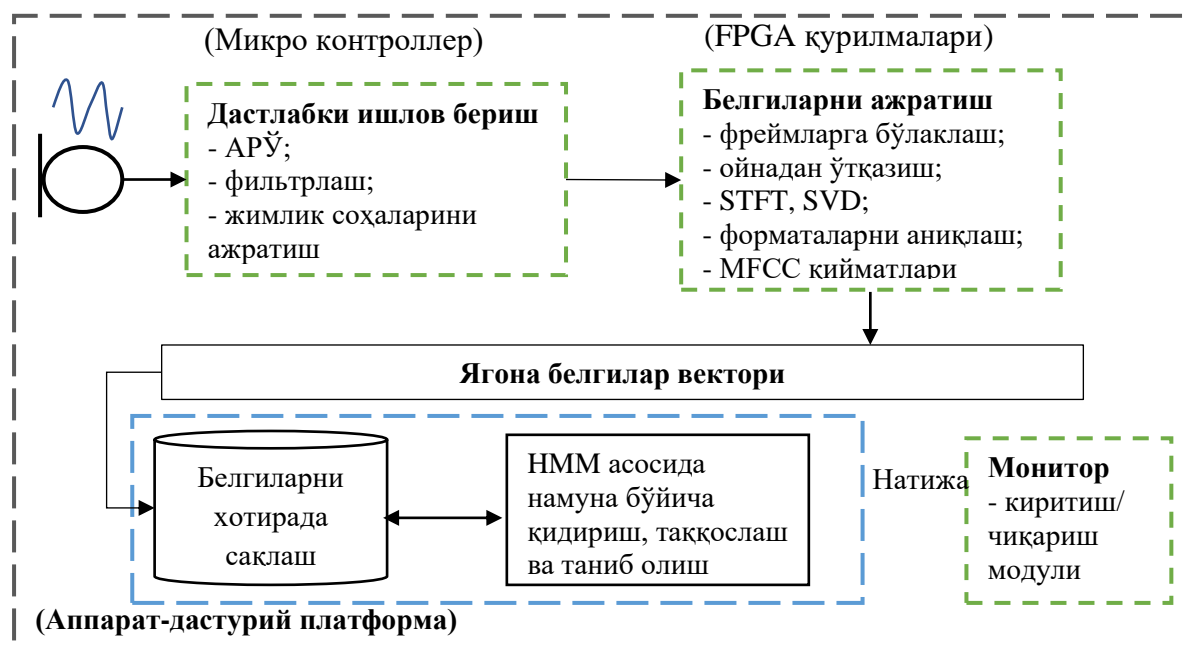 (Микро контроллер)
(FPGA қурилмалари)
Дастлабки ишлов бериш
- АРЎ;
- фильтрлаш;
- жимлик соҳаларини
ажратиш
Белгиларни ажратиш
- фреймларга бўлаклаш;
- ойнадан ўтказиш;
- STFT, SVD;
- форматаларни аниқлаш;
- MFCC қийматлари
Ягона белгилар вектори
Белгиларни
хотирада
сақлаш
HMM асосида
намуна бўйича
қидириш, таққослаш
ва таниб олиш
Натижа
Монитор
- киритиш/
чиқариш
модули
(Аппарат-дастурий платформа)